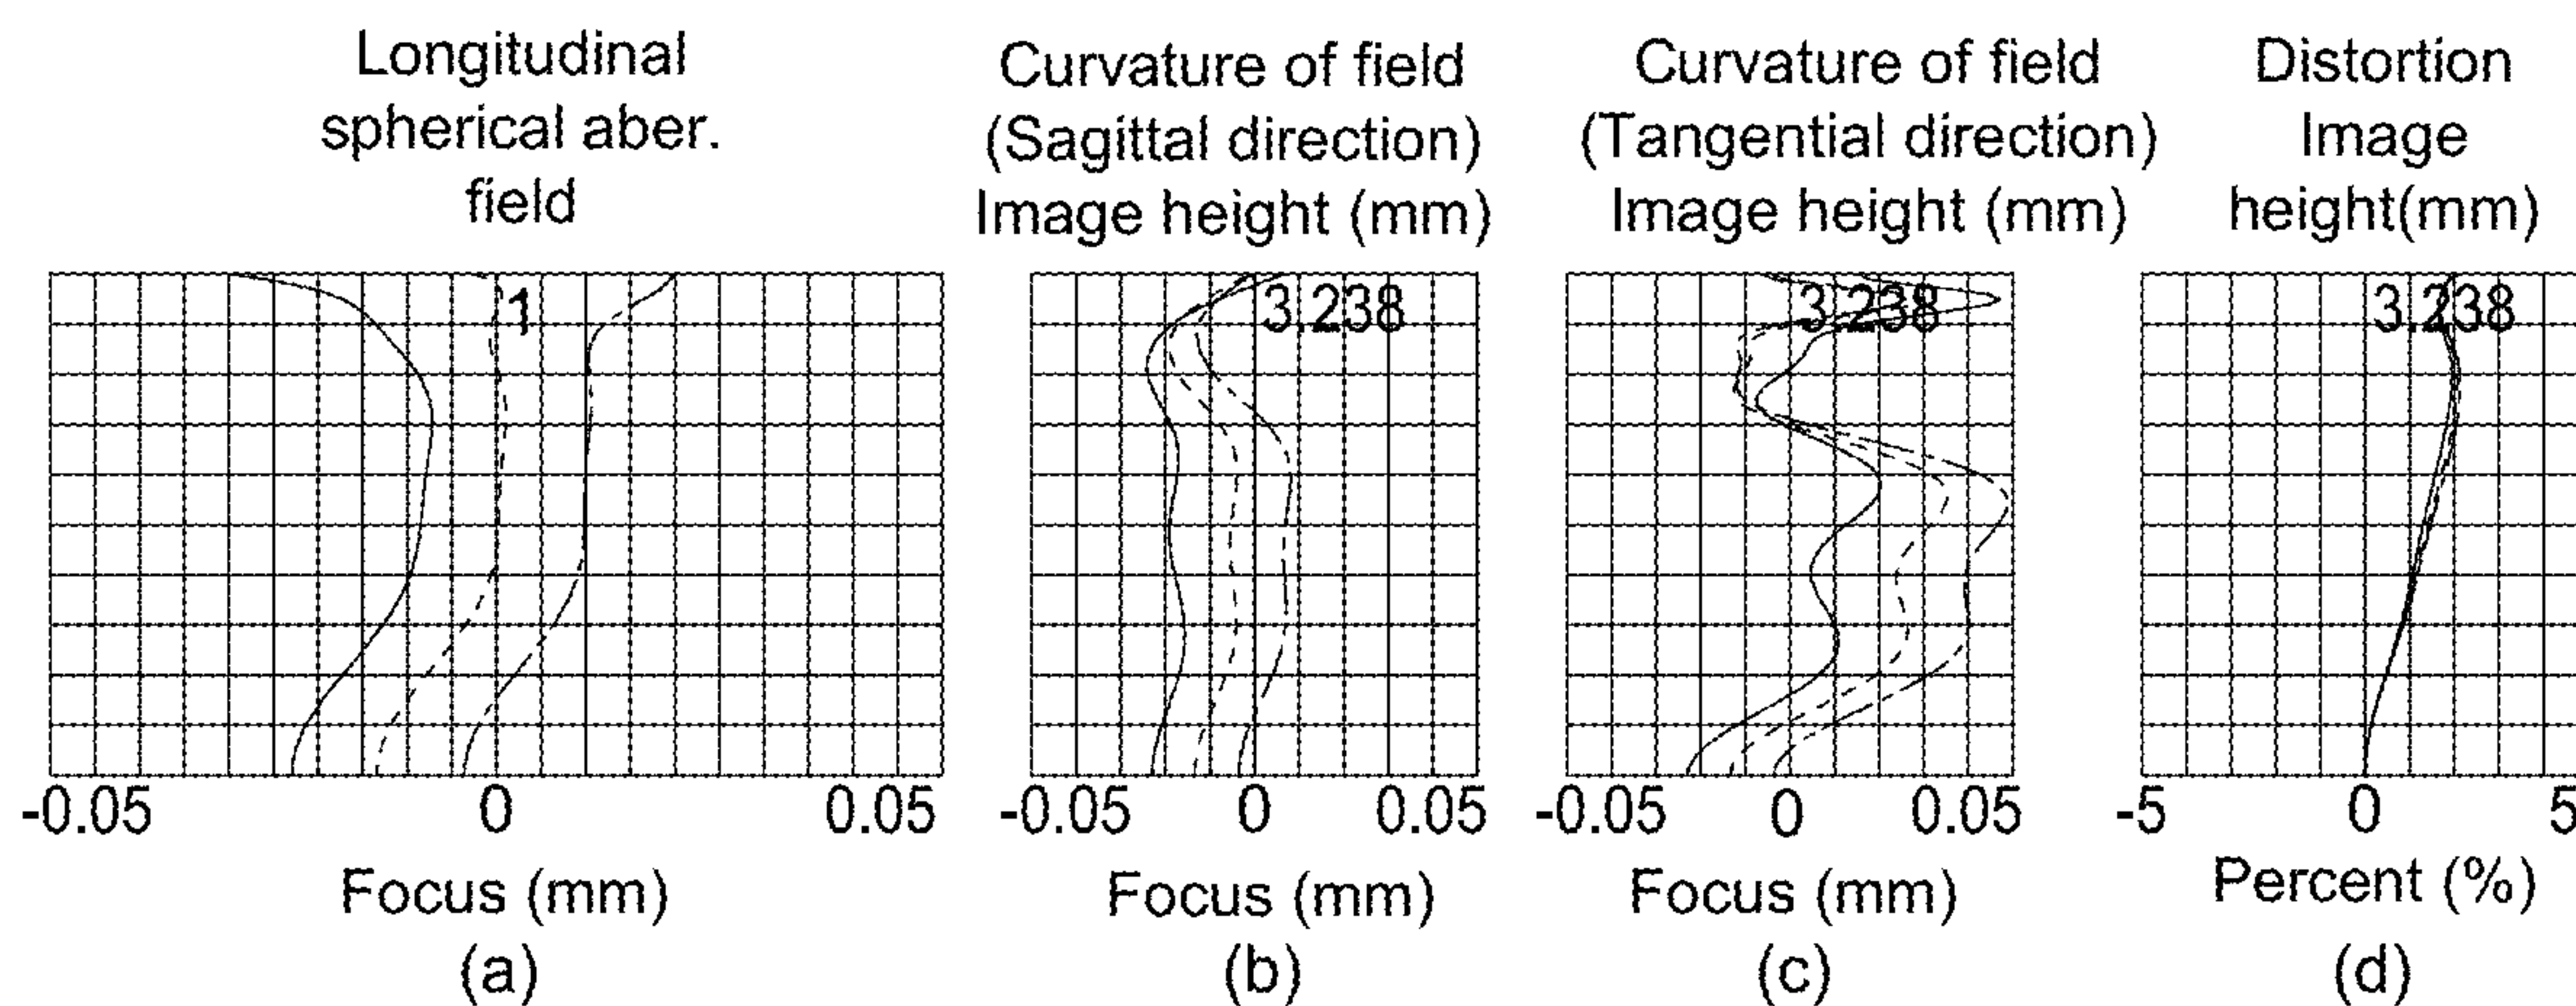 Longitudinal
spherical aber.
field
1
-0.05 0 0.05
Focus (mm)
(a)
Curvature of field
(Sagittal direction)
Image height (mm)
3.238
-0.05 0 0.05
Focus (mm)
(b)
Curvature of field
(Tangential direction)
Image height (mm)
3.238
-0.05 0 0.05
Focus (mm)
(c)
Distortion
Image
height(mm)
3.238
-5 0 5
Percent (%)
(d)